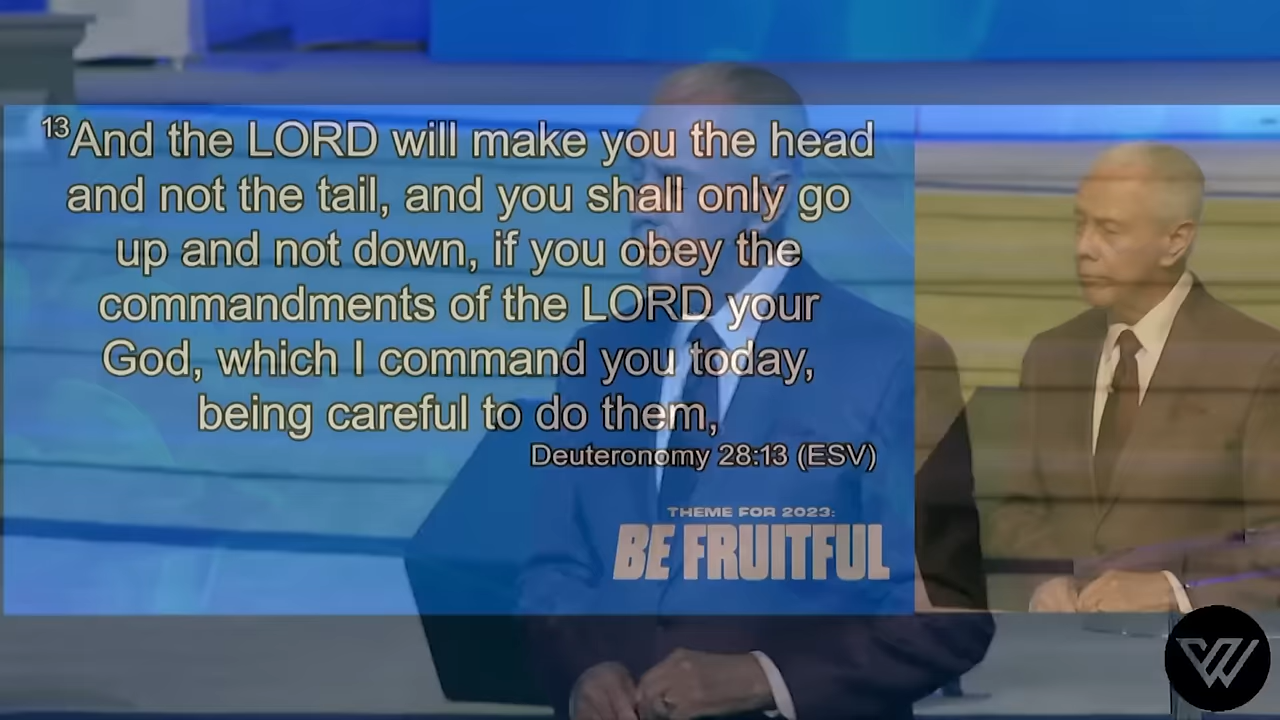 13And the LORD will make you the head
and not the tail, and you shall only go
up and not down, if you obey the
commandments of the LORD your
God, which I command you today,
being careful to do them,
Deuteronomy 28:13 (ESV)
THEME FOR 2023:
BE FRUITFUL
W